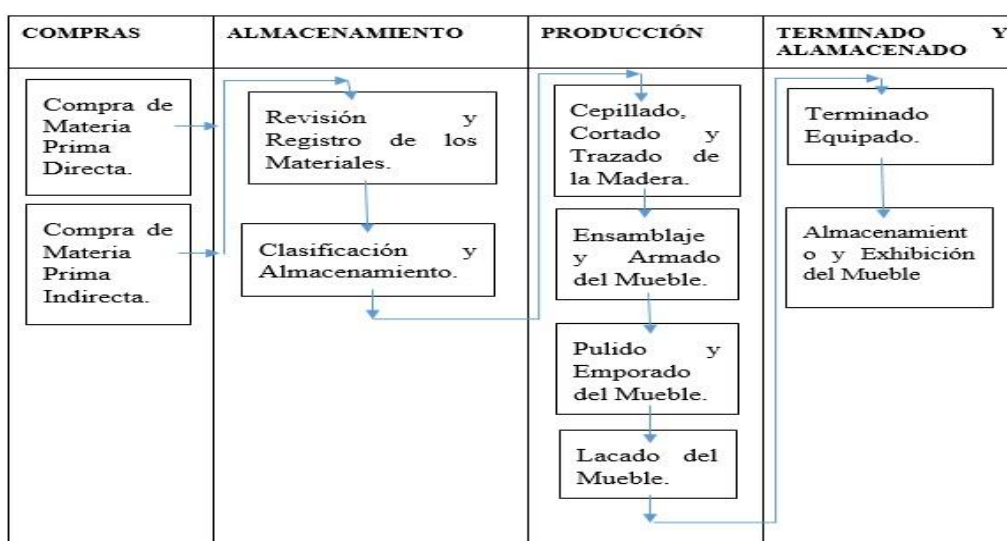 COMPRAS
ALMACENAMIENTO
PRODUCCIÓN
TERMINADO Y
ALAMACENADO
Compra de
Materia
Prima
Directa.
Compra de
Materia
Prima
Indirecta.
Revisión y
Registro de los
Materiales.
Clasificación y
Almacenamiento.
Cepillado,
Cortado y
Trazado de
la Madera.
Ensamblaje
y Armado
del Mueble.
Pulido y
Emporado
del Mueble.
Lacado del
Mueble.
Terminado
Equipado.
Almacenamient
o y Exhibición
del Mueble